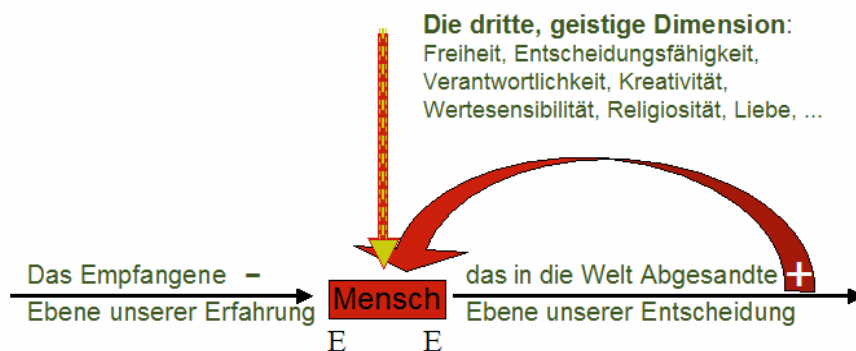 Die dritte, geistige Dimension:
Freiheit, Entscheidungsfähigkeit,
Verantwortlichkeit, Kreativität,
Wertesensibilität, Religiosität, Liebe, ...
Das Empfangene –
Ebene unserer Erfahrung
Mensch
E E
das in die Welt Abgesandte +
Ebene unserer Entscheidung